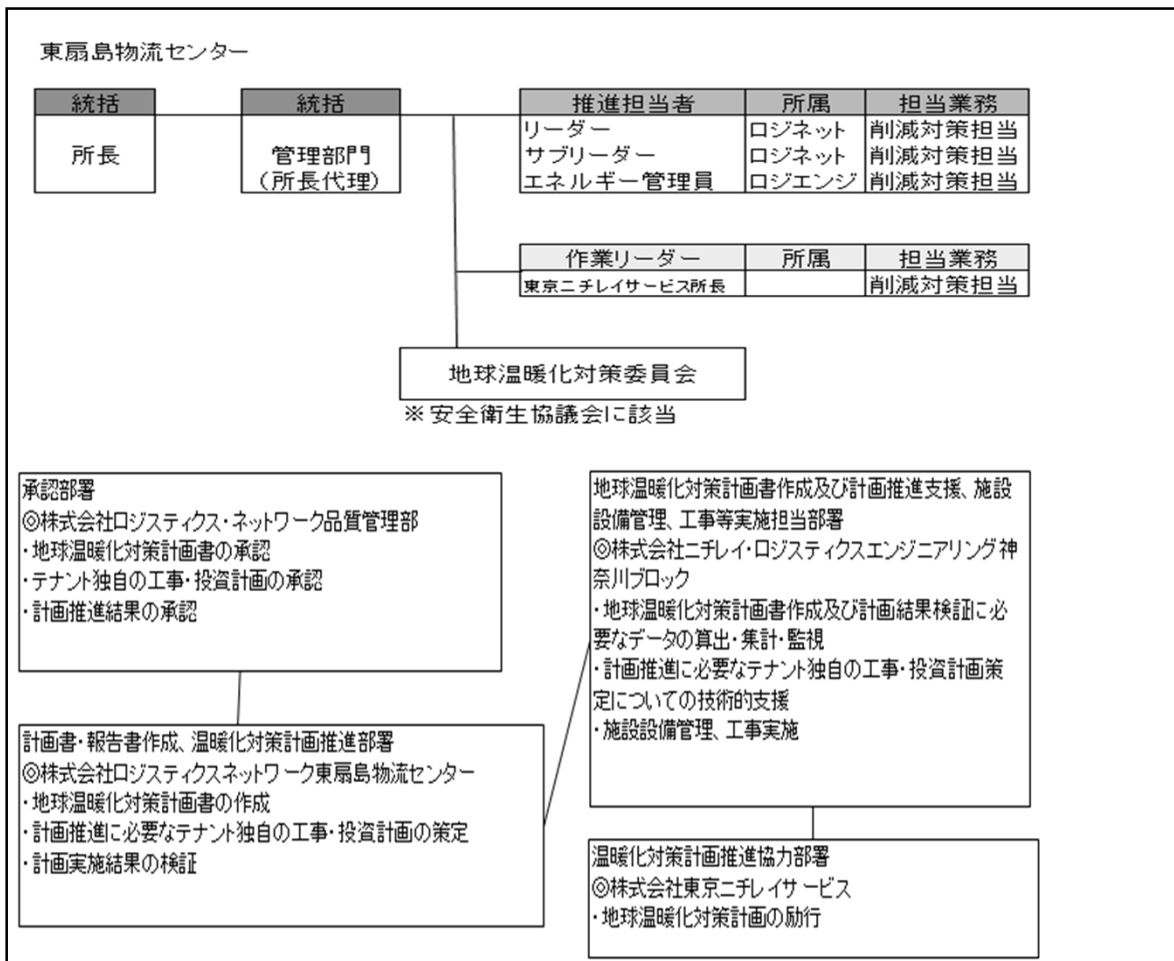 東扇島物流センター
統括
所長
統括
管理部門
(所長代理)
推進担当者 所属 担当業務
リーダー ロジネット 削減対策担当
サブリーダー ロジネット 削減対策担当
エネルギー管理員 ロジエンジ 削減対策担当
作業リーダー 所属 担当業務
東京ニチレイサービス所長 削減対策担当
地球温暖化対策委員会
※安全衛生協議会に該当
承認部署
◎株式会社ロジスティクス・ネットワーク品質管理部
・地球温暖化対策計画書の承認
・テナント独自の工事・投資計画の承認
・計画推進結果の承認
計画書・報告書作成、温暖化対策計画推進部署
◎株式会社ロジスティクスネットワーク東扇島物流センター
・地球温暖化対策計画書の作成
・計画推進に必要なテナント独自の工事・投資計画の策定
・計画実施結果の検証
地球温暖化対策計画書作成及び計画推進支援、施設
設備管理、工事等実施担当部署
◎株式会社ニチレイ・ロジスティクスエンジニアリング神
奈川ブロック
・地球温暖化対策計画書作成及び計画結果検証に必
要なデータの算出・集計・監視
・計画推進に必要なテナント独自の工事・投資計画策
定についての技術的支援
・施設設備管理、工事実施
温暖化対策計画推進協力部署
◎株式会社東京ニチレイサービス
・地球温暖化対策計画の励行